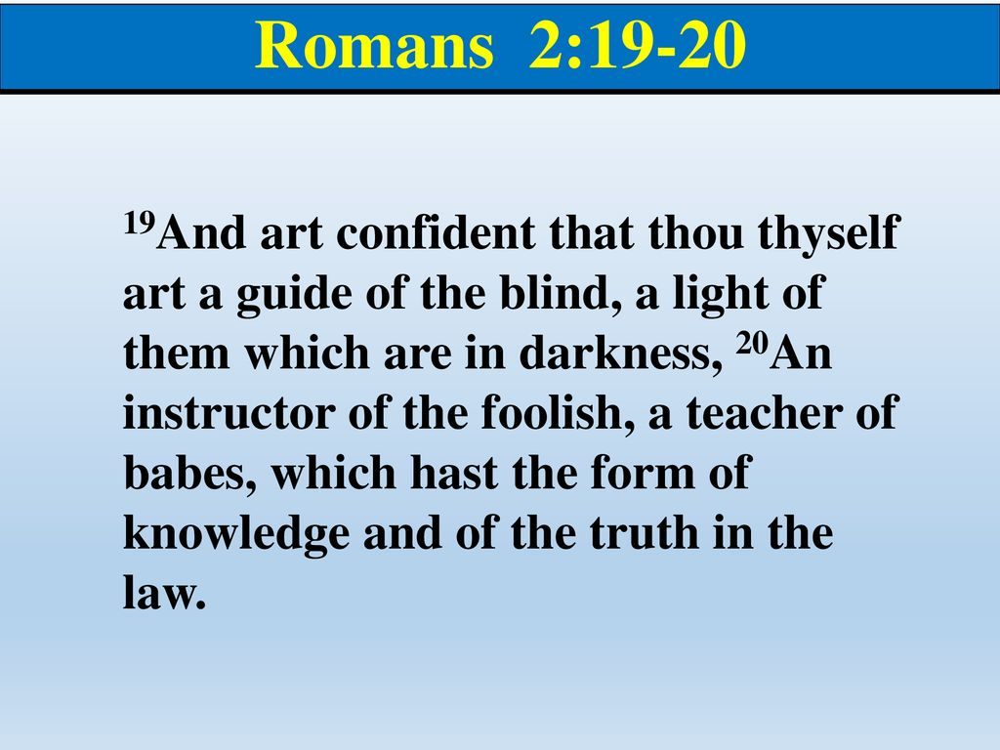 Romans 2:19-20
19And art confident that thou thyself
art a guide of the blind, a light of
them which are in darkness, 20An
instructor of the foolish, a teacher of
babes, which hast the form of
knowledge and of the truth in the
law.